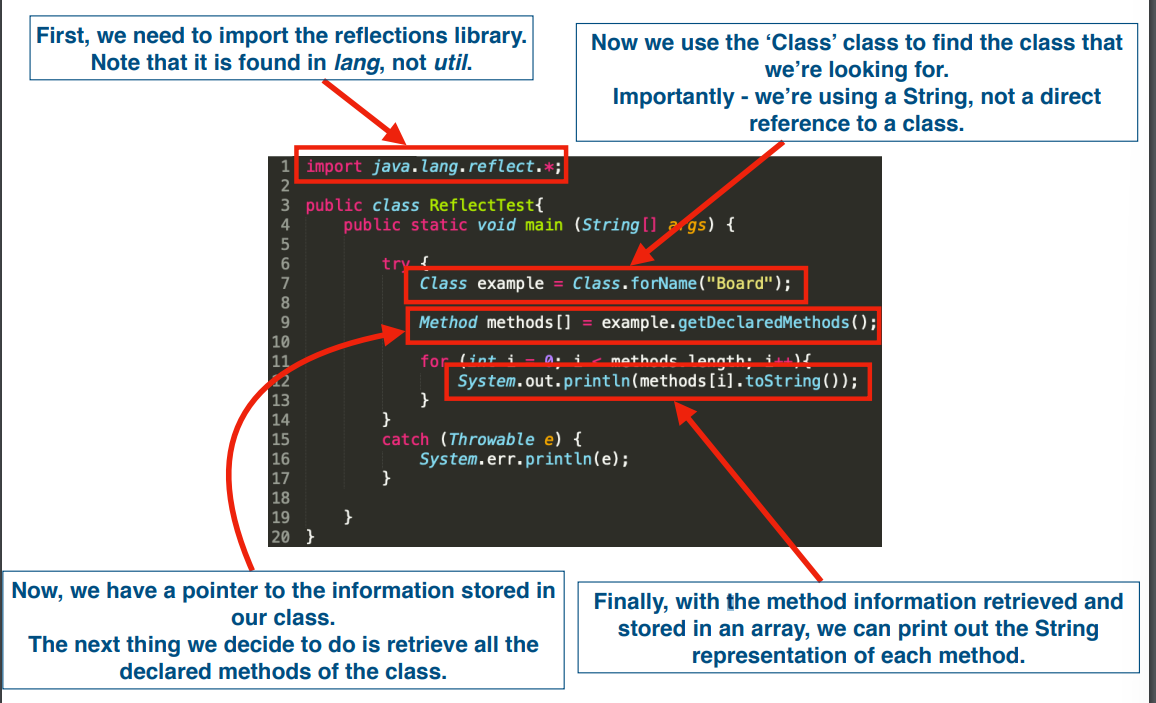 First, we need to import the reflections library.
Note that it is found in lang, not util.
Now we use the ‘Class’ class to find the class that
we’re looking for.
Importantly - we’re using a String, not a direct
reference to a class.
1 import java.lang.reflect.*;
2
3 public class ReflectTest{
4 public static void main (String[] args) {
5
6 try {
7 Class example = Class.forName("Board");
8
9 Method methods[] = example.getDeclaredMethods();
10
11 for (int i = 0; i < methods.length; i++){
12 System.out.println(methods[i].toString());
13 }
14 }
15 catch (Throwable e) {
16 System.err.println(e);
17 }
18
19 }
20 }
Now, we have a pointer to the information stored in
our class.
The next thing we decide to do is retrieve all the
declared methods of the class.
Finally, with the method information retrieved and
stored in an array, we can print out the String
representation of each method.